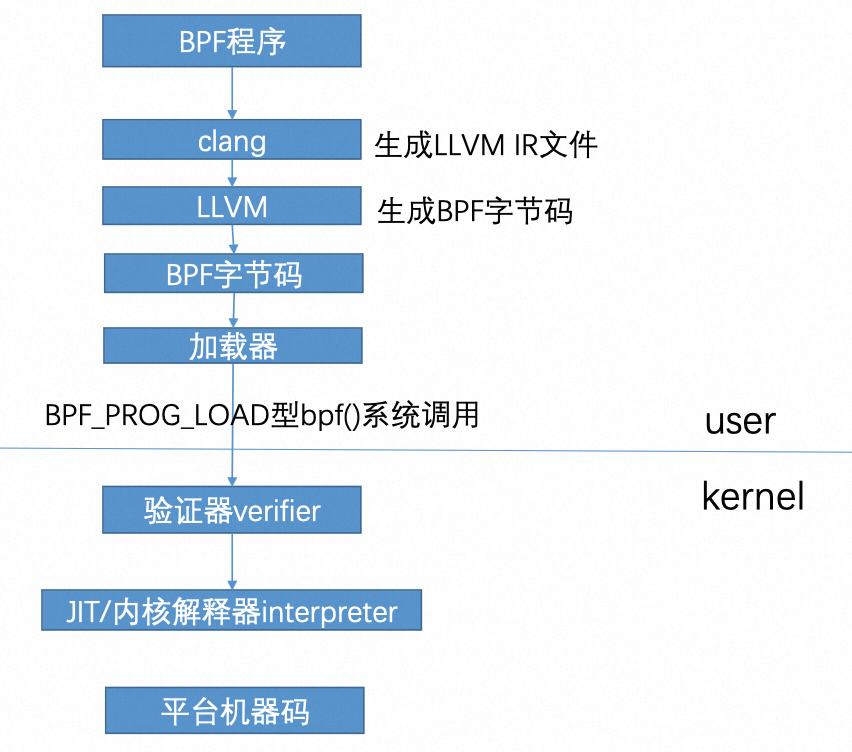 BPF程序
clang
生成LLVM IR文件
LLVM
生成BPF字节码
BPF字节码
加载器
BPF_PROG_LOAD型bpf()系统调用
user
kernel
验证器verifier
JIT/内核解释器interpreter
平台机器码